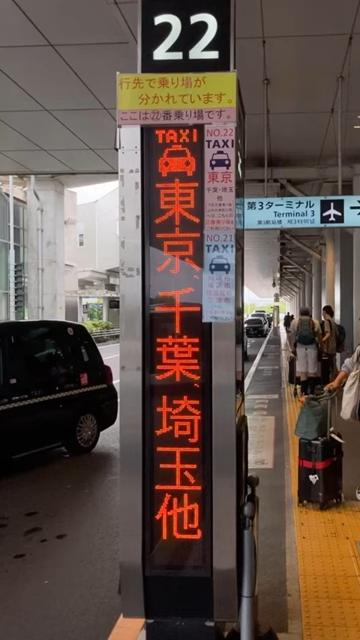 22
行先で乗り場が
分かれています。
ここは㉒番乗り場です。
TAXI
東京、千葉、埼玉他
NO.22
TAXI
東京
千葉・埼玉
他
NO.21
TAXI
第3ターミナル
Terminal 3